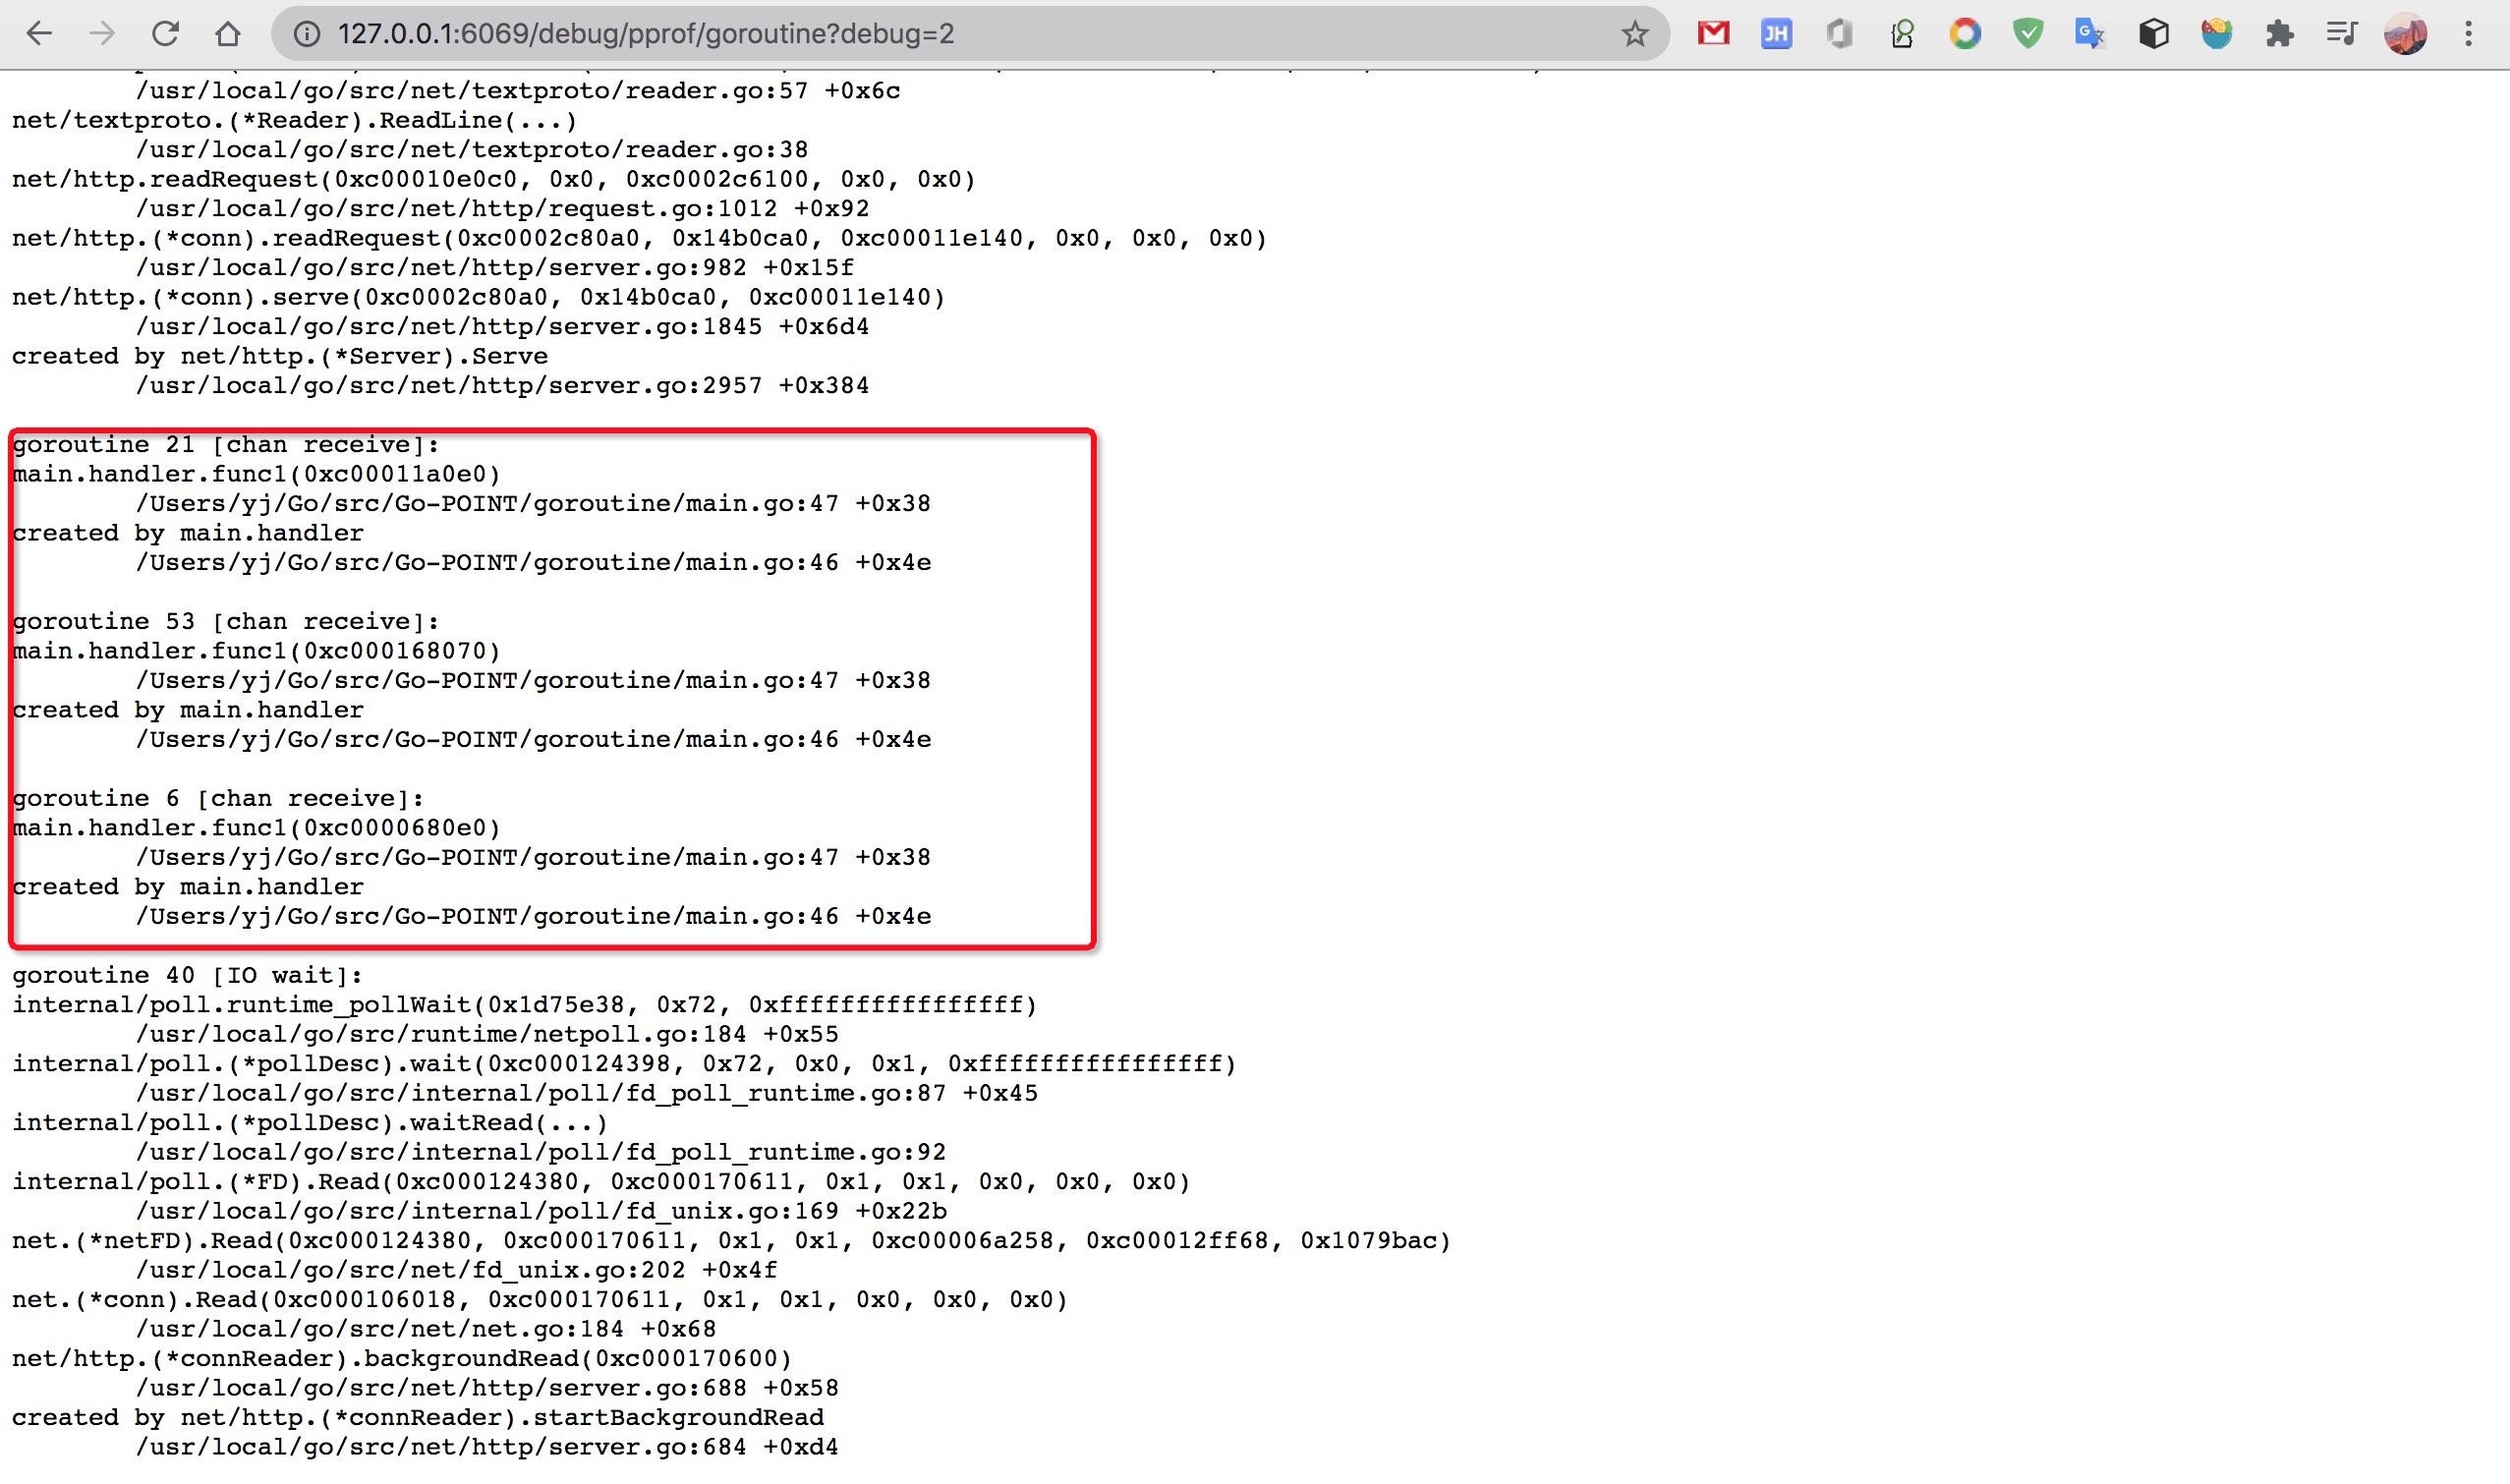 127.0.0.1:6069/debug/pprof/goroutine?debug=2
JH
/usr/local/go/src/net/textproto/reader.go:57 +0x6c
net/textproto.(*Reader).ReadLine(...)
/usr/local/go/src/net/textproto/reader.go:38
net/http.readRequest(0xc00010e0c0, 0x0, 0xc0002c6100, 0x0, 0x0)
/usr/local/go/src/net/http/request.go:1012 +0x92
net/http.(*conn).readRequest(0xc0002c80a0, 0x14b0ca0, 0xc00011e140, 0x0, 0x0, 0x0)
/usr/local/go/src/net/http/server.go:982 +0x15f
net/http.(*conn).serve(0xc0002c80a0, 0x14b0ca0, 0xc00011e140)
/usr/local/go/src/net/http/server.go:1845 +0x6d4
created by net/http.(*Server).Serve
/usr/local/go/src/net/http/server.go:2957 +0x384
goroutine 21 [chan receive]:
main.handler.func1(0xc00011a0e0)
/Users/yj/Go/src/Go-POINT/goroutine/main.go:47 +0x38
created by main.handler
/Users/yj/Go/src/Go-POINT/goroutine/main.go:46 +0x4e
goroutine 53 [chan receive]:
main.handler.func1(0xc000168070)
/Users/yj/Go/src/Go-POINT/goroutine/main.go:47 +0x38
created by main.handler
/Users/yj/Go/src/Go-POINT/goroutine/main.go:46 +0x4e
goroutine 6 [chan receive]:
main.handler.func1(0xc0000680e0)
/Users/yj/Go/src/Go-POINT/goroutine/main.go:47 +0x38
created by main.handler
/Users/yj/Go/src/Go-POINT/goroutine/main.go:46 +0x4e
goroutine 40 [IO wait]:
internal/poll.runtime_pollWait(0x1d75e38, 0x72, 0xffffffffffffffff)
/usr/local/go/src/runtime/netpoll.go:184 +0x55
internal/poll.(*pollDesc).wait(0xc000124398, 0x72, 0x0, 0x1, 0xffffffffffffffff)
/usr/local/go/src/internal/poll/fd_poll_runtime.go:87 +0x45
internal/poll.(*pollDesc).waitRead(...)
/usr/local/go/src/internal/poll/fd_poll_runtime.go:92
internal/poll.(*FD).Read(0xc000124380, 0xc000170611, 0x1, 0x1, 0x0, 0x0, 0x0)
/usr/local/go/src/internal/poll/fd_unix.go:169 +0x22b
net.(*netFD).Read(0xc000124380, 0xc000170611, 0x1, 0x1, 0xc00006a258, 0xc00012ff68, 0x1079bac)
/usr/local/go/src/net/fd_unix.go:202 +0x4f
net.(*conn).Read(0xc000106018, 0xc000170611, 0x1, 0x1, 0x0, 0x0, 0x0)
/usr/local/go/src/net/net.go:184 +0x68
net/http.(*connReader).backgroundRead(0xc000170600)
/usr/local/go/src/net/http/server.go:688 +0x58
created by net/http.(*connReader).startBackgroundRead
/usr/local/go/src/net/http/server.go:684 +0xd4